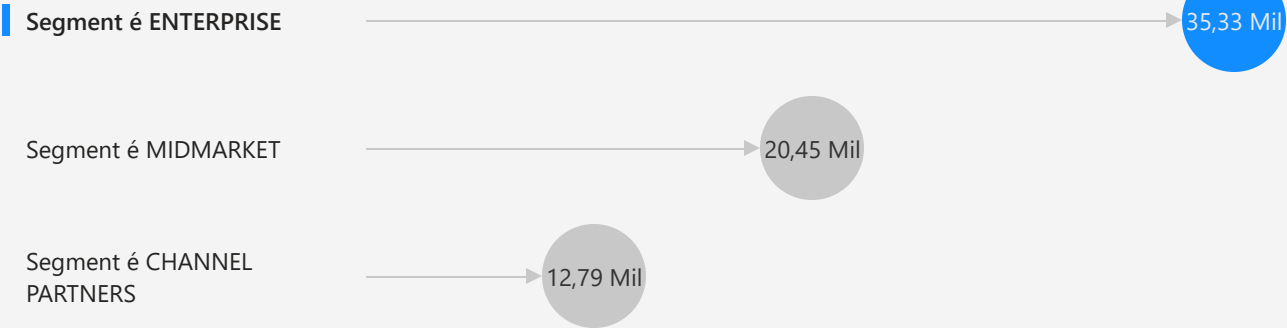 Segment é ENTERPRISE
35,33 Mil
Segment é MIDMARKET
20,45 Mil
Segment é CHANNEL
PARTNERS
12,79 Mil